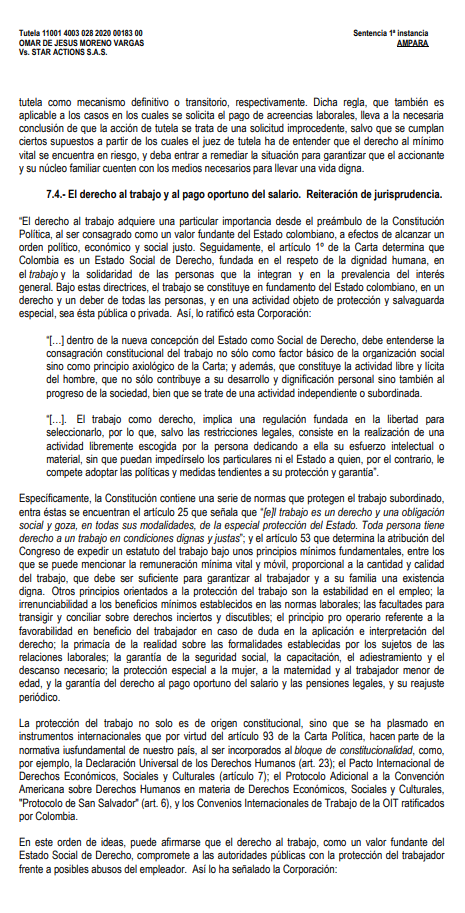 Tutela 11001 4003 028 2020 00183 00
Sentencia 1ª instancia
OMAR DE JESUS MORENO VARGAS
AMPARA
Vs. STAR ACTIONS S.A.S.
tutela como mecanismo definitivo o transitorio, respectivamente. Dicha regla, que también es
aplicable a los casos en los cuales se solicita el pago de acreencias laborales, lleva a la necesaria
conclusión de que la acción de tutela se trata de una solicitud improcedente, salvo que se cumplan
ciertos supuestos a partir de los cuales el juez de tutela ha de entender que el derecho al mínimo
vital se encuentra en riesgo, y deba entrar a remediar la situación para garantizar que el accionante
y su núcleo familiar cuenten con los medios necesarios para llevar una vida digna.
7.4.- El derecho al trabajo y al pago oportuno del salario. Reiteración de jurisprudencia.
“El derecho al trabajo adquiere una particular importancia desde el preámbulo de la Constitución
Política, al ser consagrado como un valor fundante del Estado colombiano, a efectos de alcanzar un
orden político, económico y social justo. Seguidamente, el artículo 1º de la Carta determina que
Colombia es un Estado Social de Derecho, fundada en el respeto de la dignidad humana, en
el trabajo y la solidaridad de las personas que la integran y en la prevalencia del interés
general. Bajo estas directrices, el trabajo se constituye en fundamento del Estado colombiano, en un
derecho y un deber de todas las personas, y en una actividad objeto de protección y salvaguarda
especial, sea ésta pública o privada. Así, lo ratificó esta Corporación:
“[…] dentro de la nueva concepción del Estado como Social de Derecho, debe entenderse la
consagración constitucional del trabajo no sólo como factor básico de la organización social
sino como principio axiológico de la Carta; y además, que constituye la actividad libre y lícita
del hombre, que no sólo contribuye a su desarrollo y dignificación personal sino también al
progreso de la sociedad, bien que se trate de una actividad independiente o subordinada.
“[…]. El trabajo como derecho, implica una regulación fundada en la libertad para
seleccionarlo, por lo que, salvo las restricciones legales, consiste en la realización de una
actividad libremente escogida por la persona dedicando a ella su esfuerzo intelectual o
material, sin que puedan impedírselo los particulares ni el Estado a quien, por el contrario, le
compete adoptar las políticas y medidas tendientes a su protección y garantía”.
Específicamente, la Constitución contiene una serie de normas que protegen el trabajo subordinado,
entra éstas se encuentran el artículo 25 que señala que “[e]l trabajo es un derecho y una obligación
social y goza, en todas sus modalidades, de la especial protección del Estado. Toda persona tiene
derecho a un trabajo en condiciones dignas y justas”; y el artículo 53 que determina la atribución del
Congreso de expedir un estatuto del trabajo bajo unos principios mínimos fundamentales, entre los
que se puede mencionar la remuneración mínima vital y móvil, proporcional a la cantidad y calidad
del trabajo, que debe ser suficiente para garantizar al trabajador y a su familia una existencia
digna. Otros principios orientados a la protección del trabajo son la estabilidad en el empleo; la
irrenunciabilidad a los beneficios mínimos establecidos en las normas laborales; las facultades para
transigir y conciliar sobre derechos inciertos y discutibles; el principio pro operario referente a la
favorabilidad en beneficio del trabajador en caso de duda en la aplicación e interpretación del
derecho; la primacía de la realidad sobre las formalidades establecidas por los sujetos de las
relaciones laborales; la garantía de la seguridad social, la capacitación, el adiestramiento y el
descanso necesario; la protección especial a la mujer, a la maternidad y al trabajador menor de
edad, y la garantía del derecho al pago oportuno del salario y las pensiones legales, y su reajuste
periódico.
La protección del trabajo no solo es de origen constitucional, sino que se ha plasmado en
instrumentos internacionales que por virtud del artículo 93 de la Carta Política, hacen parte de la
normativa iusfundamental de nuestro país, al ser incorporados al bloque de constitucionalidad, como,
por ejemplo, la Declaración Universal de los Derechos Humanos (art. 23); el Pacto Internacional de
Derechos Económicos, Sociales y Culturales (artículo 7); el Protocolo Adicional a la Convención
Americana sobre Derechos Humanos en materia de Derechos Económicos, Sociales y Culturales,
"Protocolo de San Salvador" (art. 6), y los Convenios Internacionales de Trabajo de la OIT ratificados
por Colombia.
En este orden de ideas, puede afirmarse que el derecho al trabajo, como un valor fundante del
Estado Social de Derecho, compromete a las autoridades públicas con la protección del trabajador
frente a posibles abusos del empleador. Así lo ha señalado la Corporación: